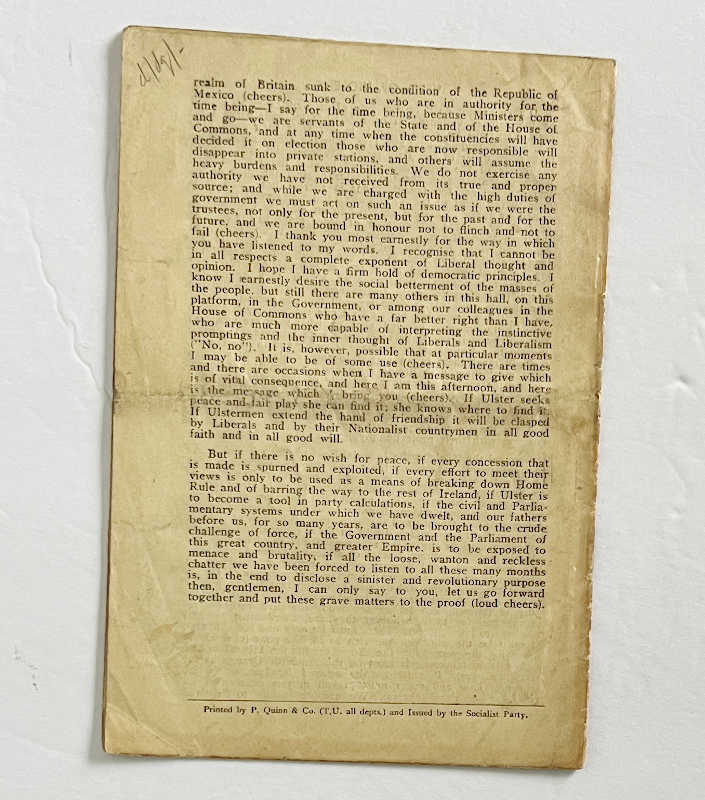 realm of Britain sunk to the condition of the Republic of
Mexico (cheers). Those of us who are in authority for the
time being—I say for the time being, because Ministers come
and go—we are servants of the State and of the House of
Commons, and at any time when the constituencies will have
decided it on election those who are now responsible will
disappear into private stations, and others will assume the
heavy burdens and responsibilities. We do not exercise any
authority we have not received from its true and proper
source; and while we are charged with the high duties of
government we must act on such an issue as if we were the
trustees, not only for the present, but for the past and for the
future, and we are bound in honour not to flinch and not to
fail (cheers). I thank you most earnestly for the way in which
you have listened to my words. I recognise that I cannot be
in all respects a complete exponent of Liberal thought and
opinion. I hope I have a firm hold of democratic principles. I
know I earnestly desire the social betterment of the masses of
the people, but still there are many others in this hall, on this
platform, in the Government, or among our colleagues in the
House of Commons who have a far better right than I have,
who are much more capable of interpreting the instinctive
promptings and the inner thought of Liberals and Liberalism
("No, no"). It is, however, possible that at particular moments
I may be able to be of some use (cheers). There are times
and there are occasions when I have a message to give which
is of vital consequence, and here I am this afternoon, and here
is the message which I bring you (cheers). If Ulster seeks
peace and fair play she can find it; she knows where to find it.
If Ulstermen extend the hand of friendship it will be clasped
by Liberals and by their Nationalist countrymen in all good
faith and in all good will.
But if there is no wish for peace, if every concession that
is made is spurned and exploited, if every effort to meet their
views is only to be used as a means of breaking down Home
Rule and of barring the way to the rest of Ireland, if Ulster is
to become a tool in party calculations, if the civil and Parlia-
mentary systems under which we have dwelt, and our fathers
before us, for so many years, are to be brought to the crude
challenge of force, if the Government and the Parliament of
this great country, and greater Empire, is to be exposed to
menace and brutality, if all the loose, wanton and reckless
chatter we have been forced to listen to all these many months
is, in the end to disclose a sinister and revolutionary purpose
then, gentlemen, I can only say to you, let us go forward
together and put these grave matters to the proof (loud cheers).
Printed by P. Quinn & Co. (T.U. all depts.) and Issued by the Socialist Party.